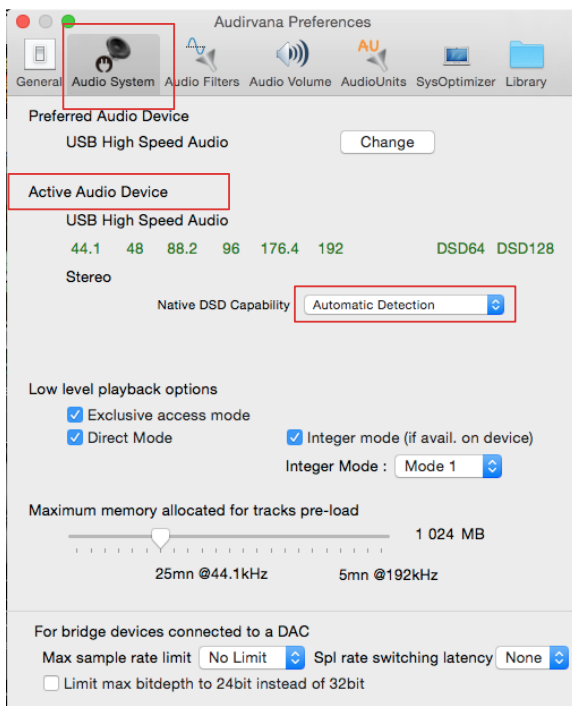 Audirvana Preferences
AU
General Audio System Audio Filters Audio Volume AudioUnits SysOptimizer Library
Preferred Audio Device
USB High Speed Audio Change
Active Audio Device
USB High Speed Audio
44.1 48 88.2 96 176.4 192 DSD64 DSD128
Stereo
Native DSD Capability Automatic Detection
Low level playback options
Exclusive access mode
Direct Mode Integer mode (if avail. on device)
Integer Mode : Mode 1
Maximum memory allocated for tracks pre-load
1 024 MB
25mn @44.1kHz 5mn @192kHz
For bridge devices connected to a DAC
Max sample rate limit No Limit Spl rate switching latency None
Limit max bitdepth to 24bit instead of 32bit